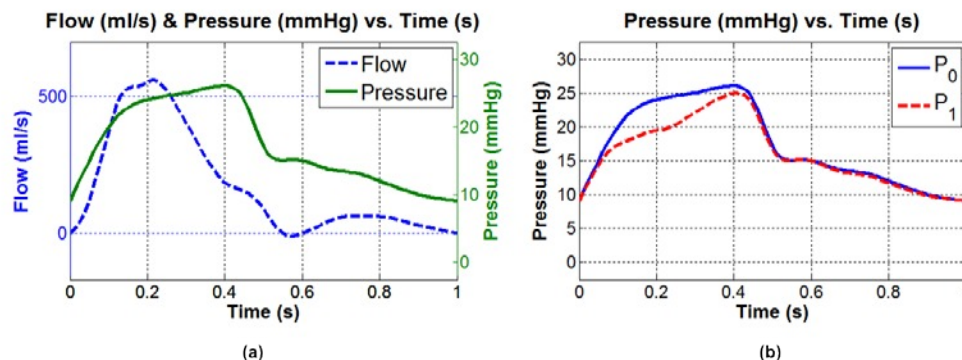 Flow (ml/s) & Pressure (mmHg) vs. Time (s)
Flow
Pressure
Flow (ml/s)
500
0
Pressure (mmHg)
30
20
10
0
0 0.2 0.4 0.6 0.8 1
Time (s)
(a)
Pressure (mmHg) vs. Time (s)
P0
P1
Pressure (mmHg)
30
25
20
15
10
5
0
0 0.2 0.4 0.6 0.8
Time (s)
(b)